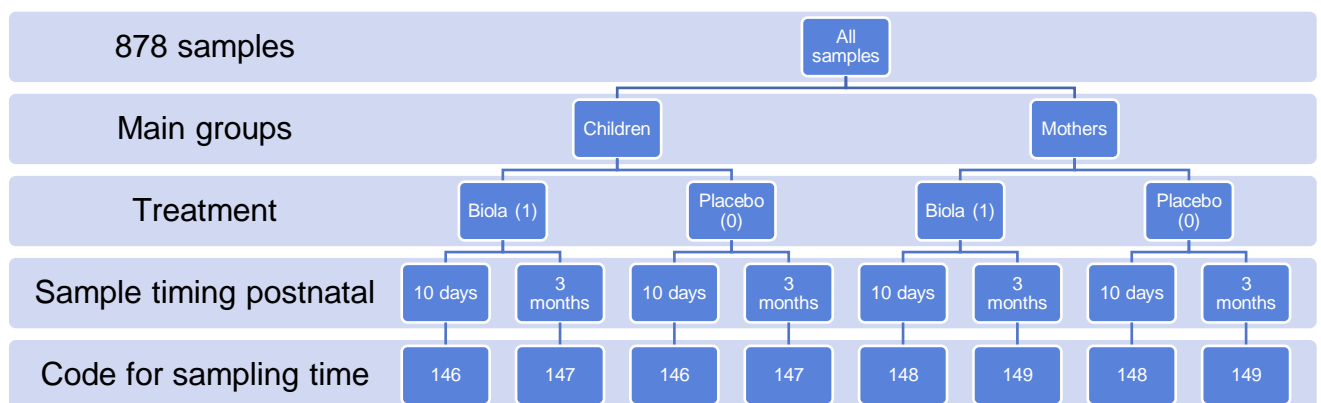 878 samples
All
samples
Main groups
Children
Mothers
Treatment
Biola (1)
Placebo
(0)
Biola (1)
Placebo
(0)
Sample timing postnatal
10 days
3
months
10 days
3
months
10 days
3
months
10 days
3
months
Code for sampling time
146
147
146
147
148
149
148
149